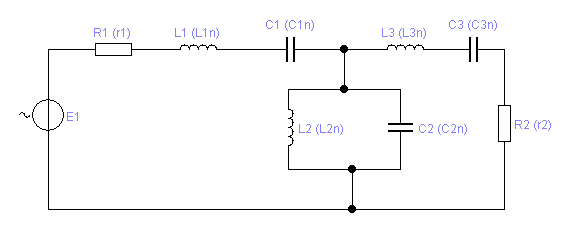 R1 (r1)
L1 (L1n)
C1 (C1n)
L3 (L3n)
C3 (C3n)
E1
L2 (L2n)
C2 (C2n)
R2 (r2)